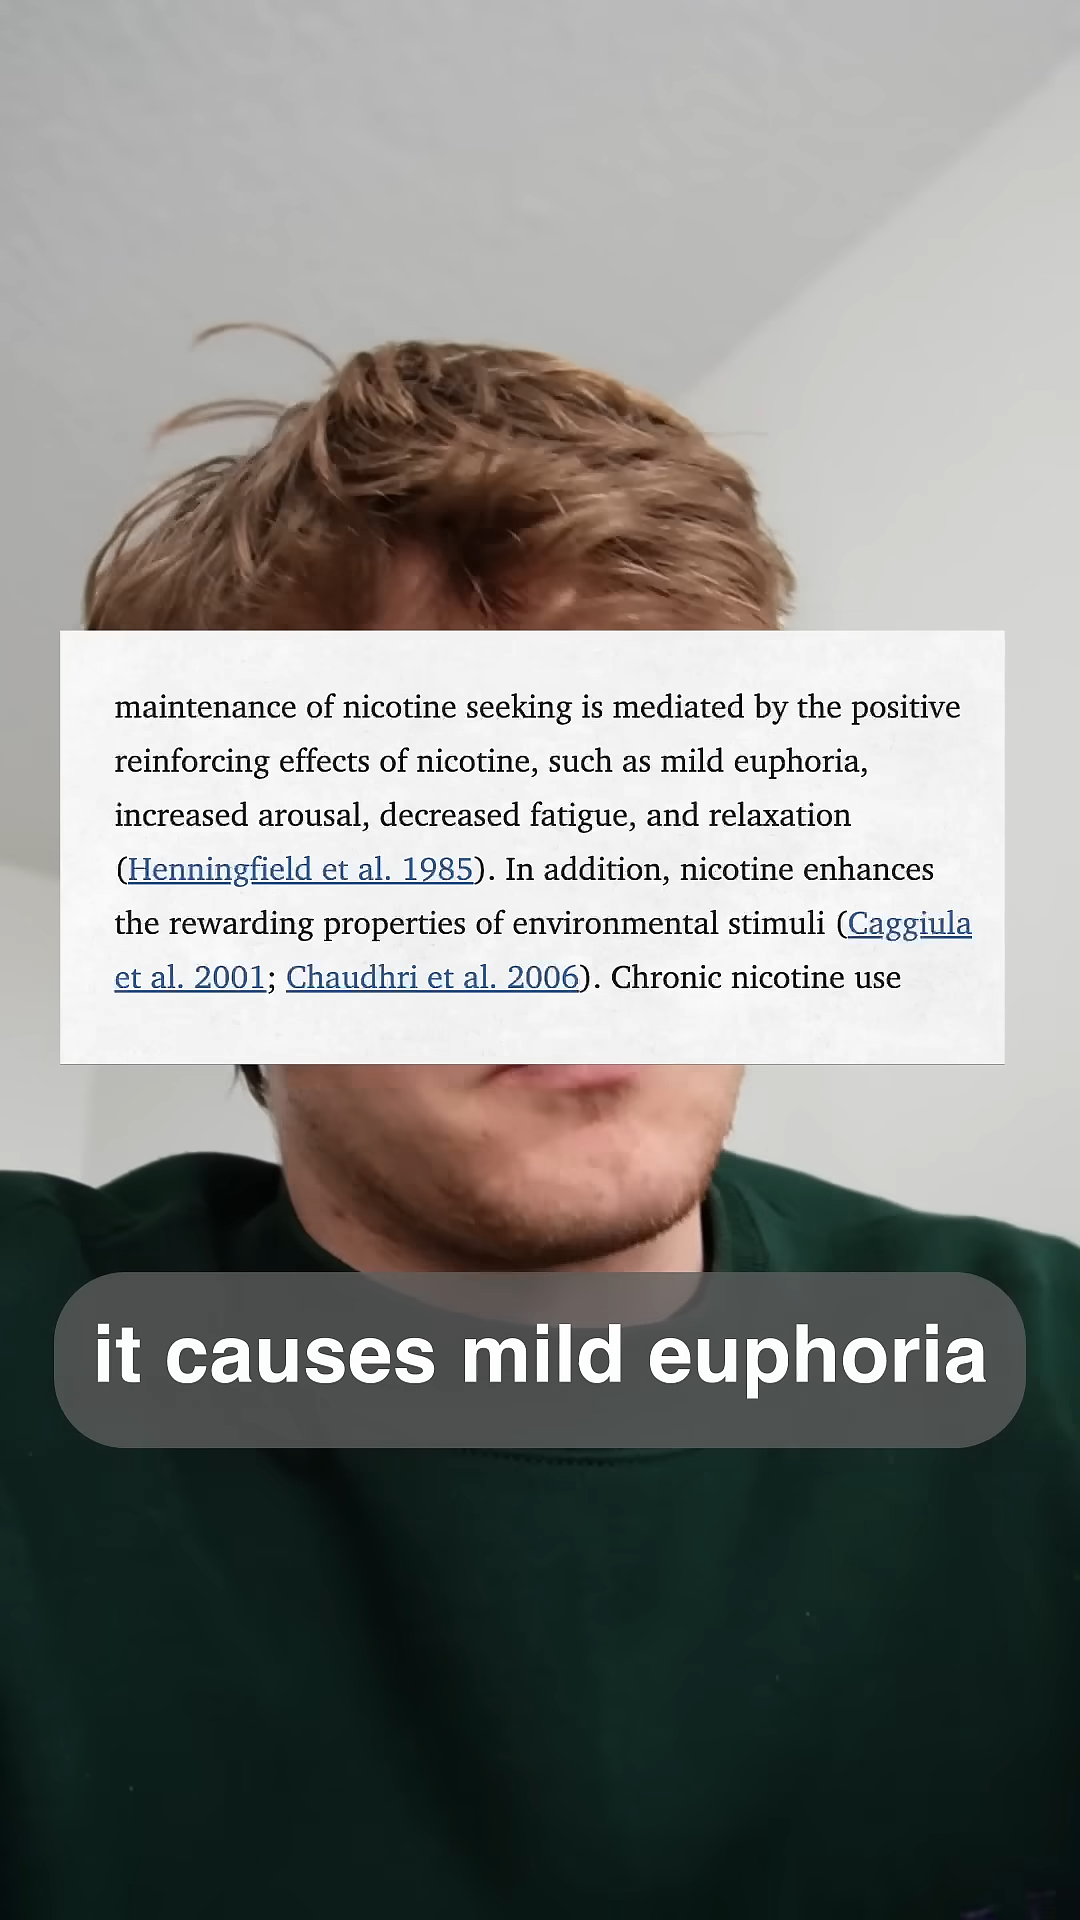 maintenance of nicotine seeking is mediated by the positive
reinforcing effects of nicotine, such as mild euphoria,
increased arousal, decreased fatigue, and relaxation
(Henningfield et al. 1985). In addition, nicotine enhances
the rewarding properties of environmental stimuli (Caggiula
et al. 2001; Chaudhri et al. 2006). Chronic nicotine use
it causes mild euphoria